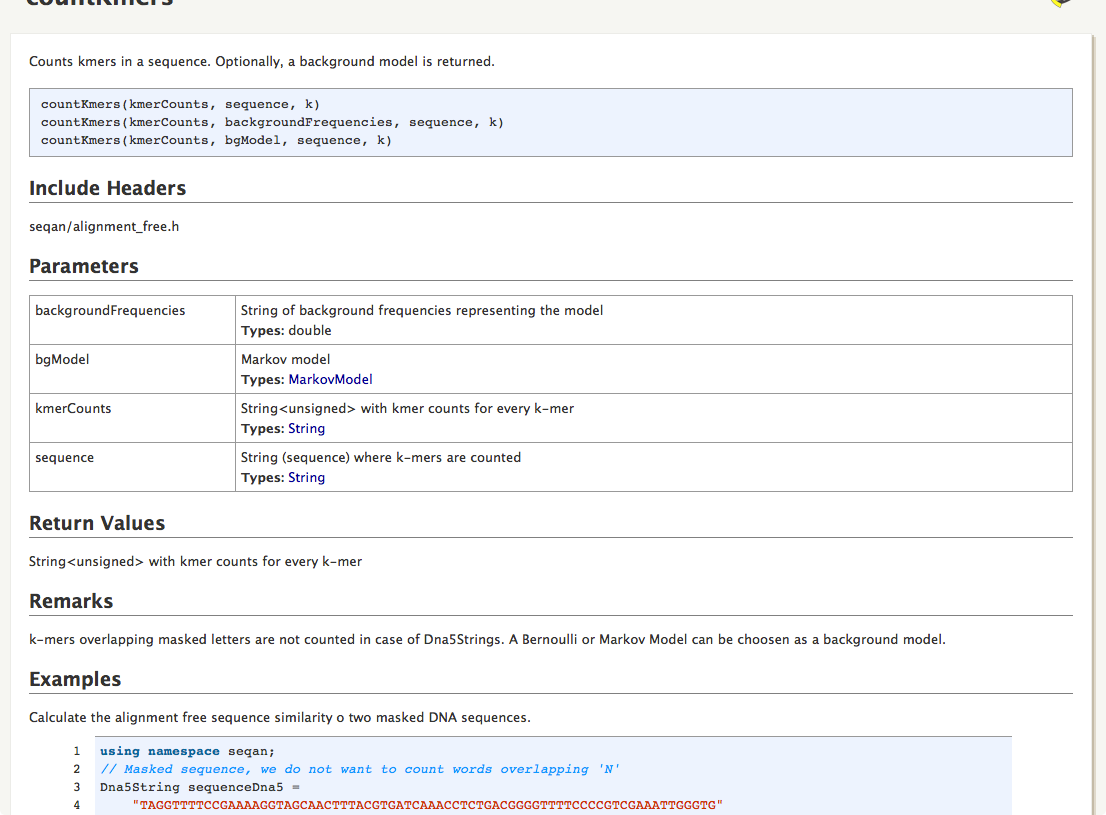 countKmers
Counts kmers in a sequence. Optionally, a background model is returned.
countKmers(kmerCounts, sequence, k)
countKmers(kmerCounts, backgroundFrequencies, sequence, k)
countKmers(kmerCounts, bgModel, sequence, k)
Include Headers
seqan/alignment_free.h
Parameters
backgroundFrequencies
String of background frequencies representing the model
Types: double
bgModel
Markov model
Types: MarkovModel
kmerCounts
String<unsigned> with kmer counts for every k-mer
Types: String
sequence
String (sequence) where k-mers are counted
Types: String
Return Values
String<unsigned> with kmer counts for every k-mer
Remarks
k-mers overlapping masked letters are not counted in case of Dna5Strings. A Bernoulli or Markov Model can be choosen as a background model.
Examples
Calculate the alignment free sequence similarity o two masked DNA sequences.
1 using namespace seqan;
2 // Masked sequence, we do not want to count words overlapping 'N'
3 Dna5String sequenceDna5 =
4 "TAGGTTTTCCGAAAAGGTAGCAACTTTACGTGATCAAACCTCTGACGGGGTTTTCCCCGTCGAAATTGGGTG"